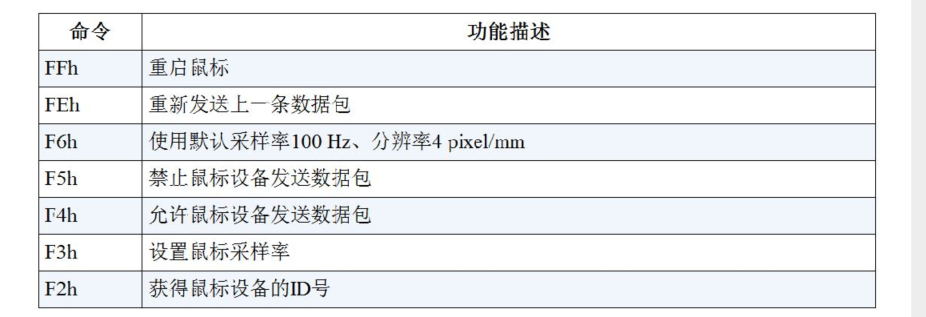 命令 功能描述
FFh 重启鼠标
FEh 重新发送上一条数据包
F6h 使用默认采样率100 Hz、分辨率4 pixel/mm
F5h 禁止鼠标设备发送数据包
F4h 允许鼠标设备发送数据包
F3h 设置鼠标采样率
F2h 获得鼠标设备的ID号